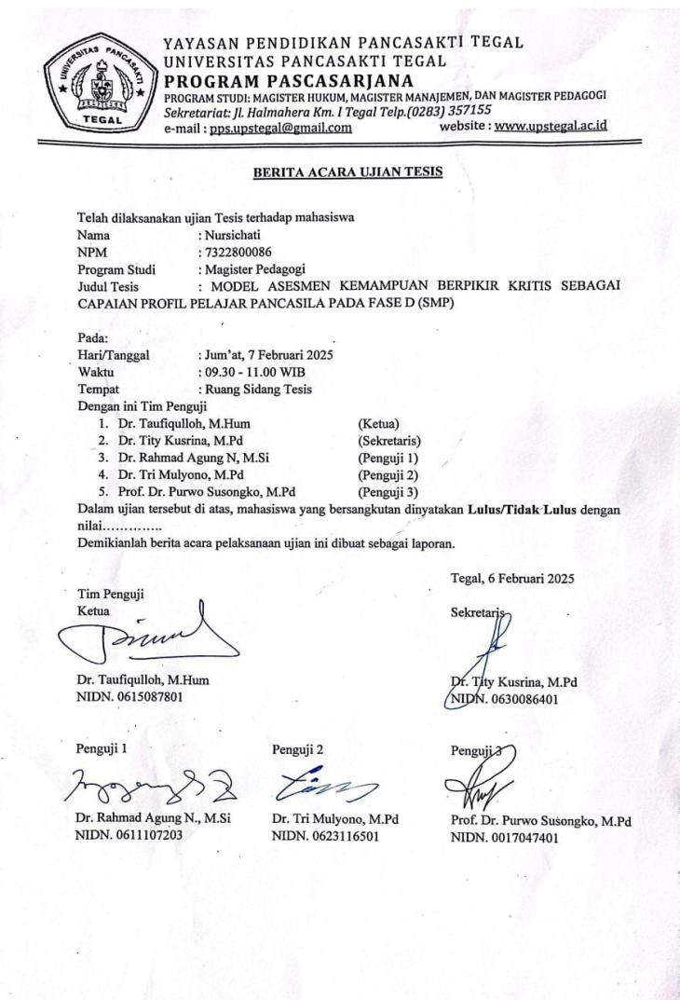 UNIVERSITAS PANCASAKTI
TEGAL
YAYASAN PENDIDIKAN PANCASAKTI TEGAL
UNIVERSITAS PANCASAKTI TEGAL
PROGRAM PASCASARJANA
PROGRAM STUDI: MAGISTER HUKUM, MAGISTER MANAJEMEN, DAN MAGISTER PEDAGOGI
Sekretariat: Jl. Halmahera Km. I Tegal Telp.(0283) 357155
e-mail : pps.upstegal@gmail.com website : www.upstegal.ac.id
BERITA ACARA UJIAN TESIS
Telah dilaksanakan ujian Tesis terhadap mahasiswa
Nama : Nursichati
NPM : 7322800086
Program Studi : Magister Pedagogi
Judul Tesis : MODEL ASESMEN KEMAMPUAN BERPIKIR KRITIS SEBAGAI
CAPAIAN PROFIL PELAJAR PANCASILA PADA FASE D (SMP)
Pada:
Hari/Tanggal : Jum'at, 7 Februari 2025
Waktu : 09.30 - 11.00 WIB
Tempat : Ruang Sidang Tesis
Dengan ini Tim Penguji
1. Dr. Taufiqulloh, M.Hum (Ketua)
2. Dr. Tity Kusrina, M.Pd (Sekretaris)
3. Dr. Rahmad Agung N, M.Si (Penguji 1)
4. Dr. Tri Mulyono, M.Pd (Penguji 2)
5. Prof. Dr. Purwo Susongko, M.Pd (Penguji 3)
Dalam ujian tersebut di atas, mahasiswa yang bersangkutan dinyatakan Lulus/Tidak Lulus dengan
nilai..............
Demikianlah berita acara pelaksanaan ujian ini dibuat sebagai laporan.
Tegal, 6 Februari 2025
Tim Penguji
Ketua Sekretaris
Dr. Taufiqulloh, M.Hum Dr. Tity Kusrina, M.Pd
NIDN. 0615087801 NIDN. 0630086401
Penguji 1 Penguji 2 Penguji 3
Dr. Rahmad Agung N., M.Si Dr. Tri Mulyono, M.Pd Prof. Dr. Purwo Susongko, M.Pd
NIDN. 0611107203 NIDN. 0623116501 NIDN. 0017047401